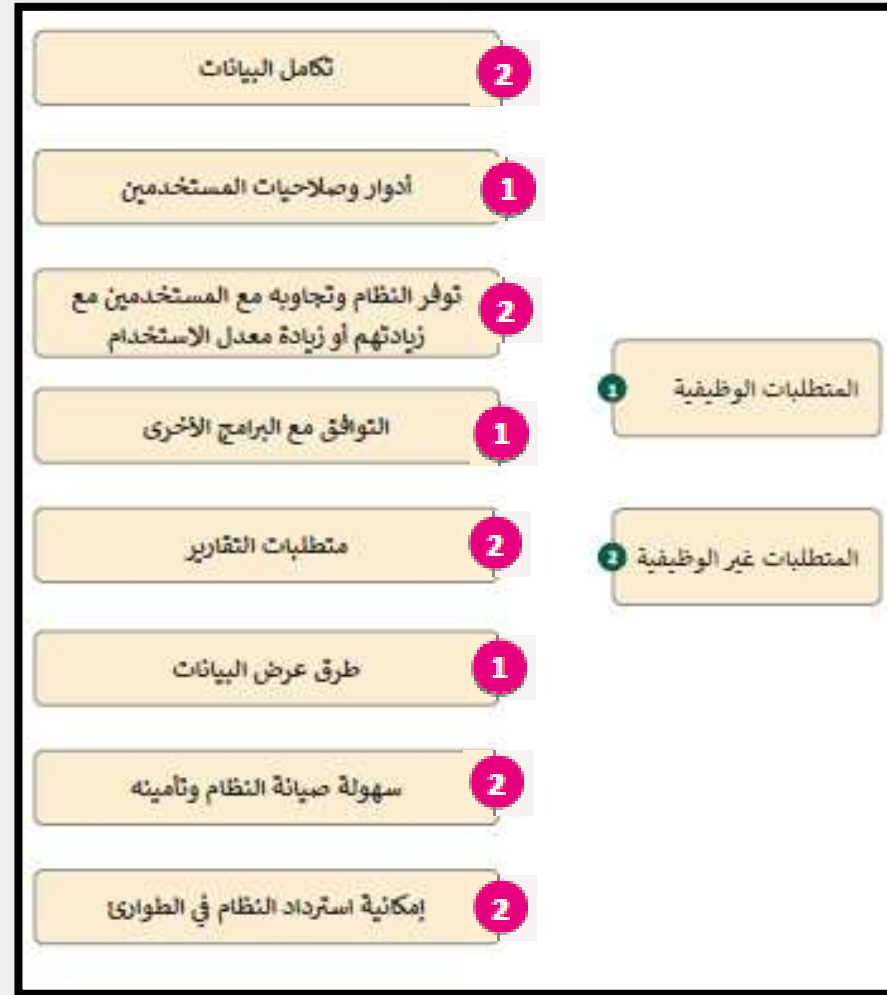 المتطلبات الوظيفية 1
المتطلبات غير الوظيفية 2
2 تكامل البيانات
1 أدوار وصلاحيات المستخدمين
2 توفر النظام وتجاوبه مع المستخدمين مع
زيادتهم أو زيادة معدل الاستخدام
1 التوافق مع البرامج الأخرى
2 متطلبات التقارير
1 طرق عرض البيانات
2 سهولة صيانة النظام وتأمينه
2 إمكانية استرداد النظام في الطوارئ